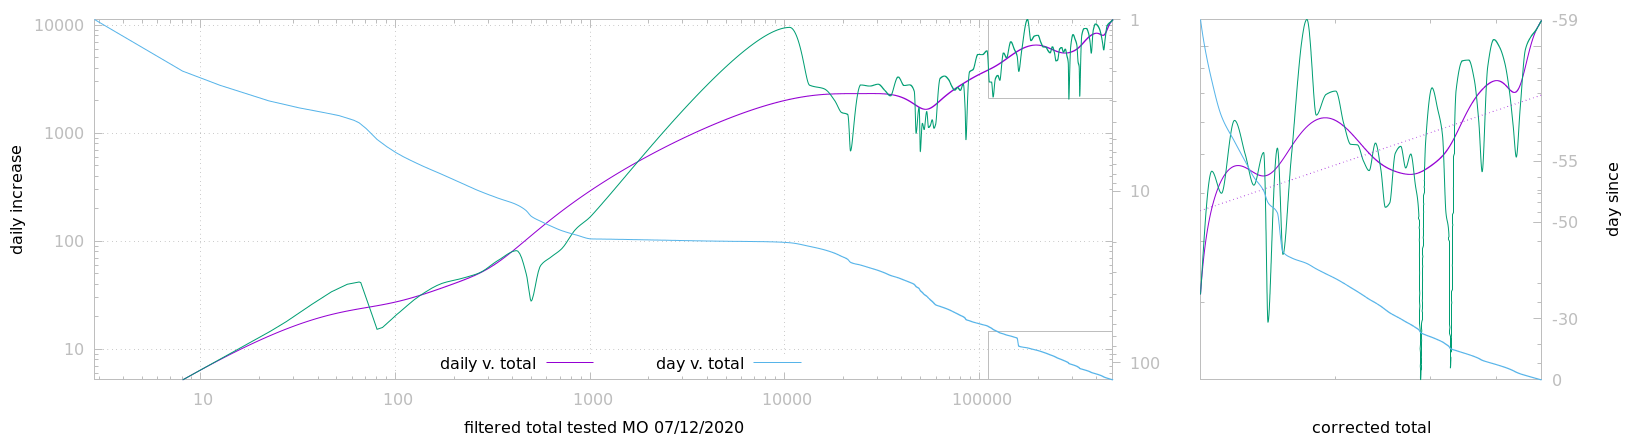 daily increase
10000
1000
100
10
daily v. total
day v. total
10
100
1000
10000
100000
filtered total tested MO 07/12/2020
1
10
100
-59
-55
-50
-30
0
day since
corrected total